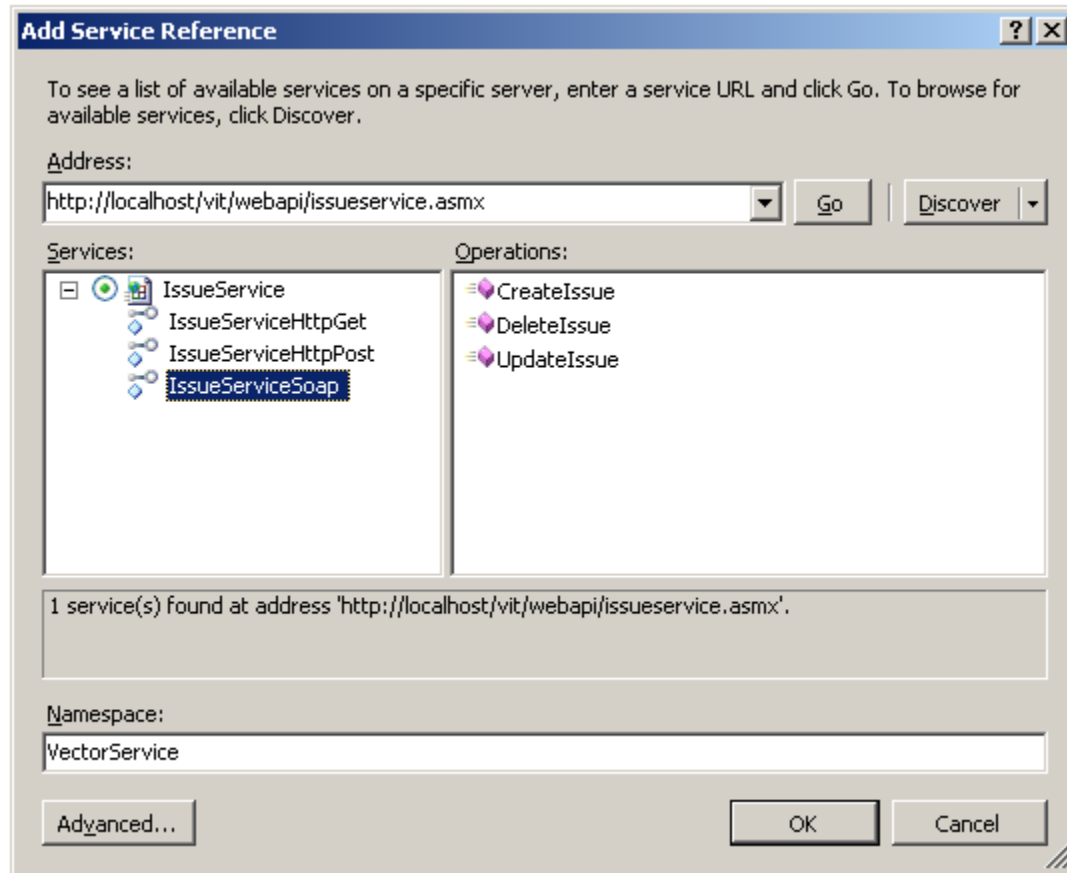 Add Service Reference
To see a list of available services on a specific server, enter a service URL and click Go. To browse for
available services, click Discover.
Address:
http://localhost/vit/webapi/issueservice.asmx
Go
Discover
Services:
Operations:
IssueService
IssueServiceHttpGet
IssueServiceHttpPost
IssueServiceSoap
CreateIssue
DeleteIssue
UpdateIssue
1 service(s) found at address 'http://localhost/vit/webapi/issueservice.asmx'.
Namespace:
VectorService
Advanced...
OK
Cancel